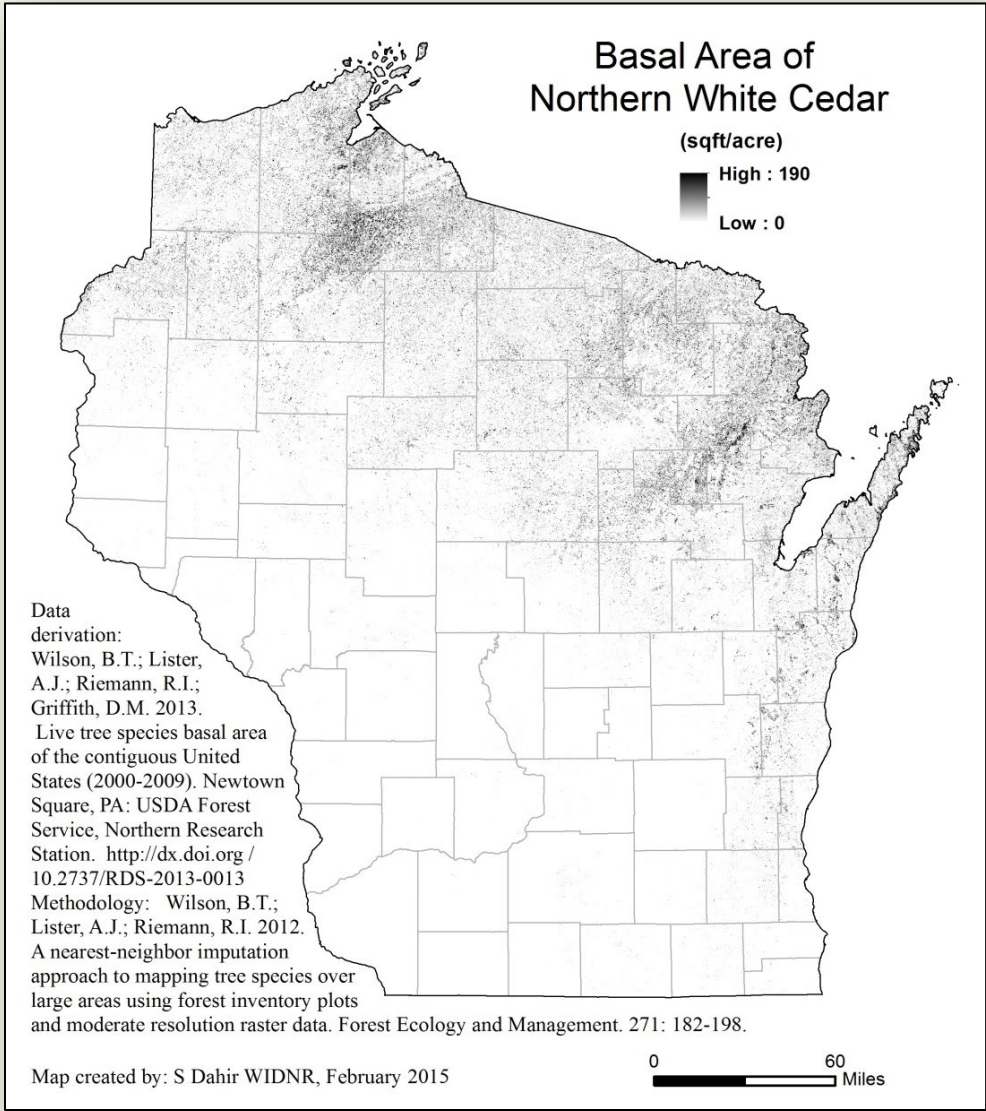 Basal Area of
Northern White Cedar
(sqft/acre)
High : 190
Low : 0
Data
derivation:
Wilson, B.T.; Lister,
A.J.; Riemann, R.I.;
Griffith, D.M. 2013.
Live tree species basal area
of the contiguous United
States (2000-2009). Newtown
Square, PA: USDA Forest
Service, Northern Research
Station. http://dx.doi.org /
10.2737/RDS-2013-0013
Methodology: Wilson, B.T.;
Lister, A.J.; Riemann, R.I. 2012.
A nearest-neighbor imputation
approach to mapping tree species over
large areas using forest inventory plots
and moderate resolution raster data. Forest Ecology and Management. 271: 182-198.
Map created by: S Dahir WIDNR, February 2015
0 60
Miles